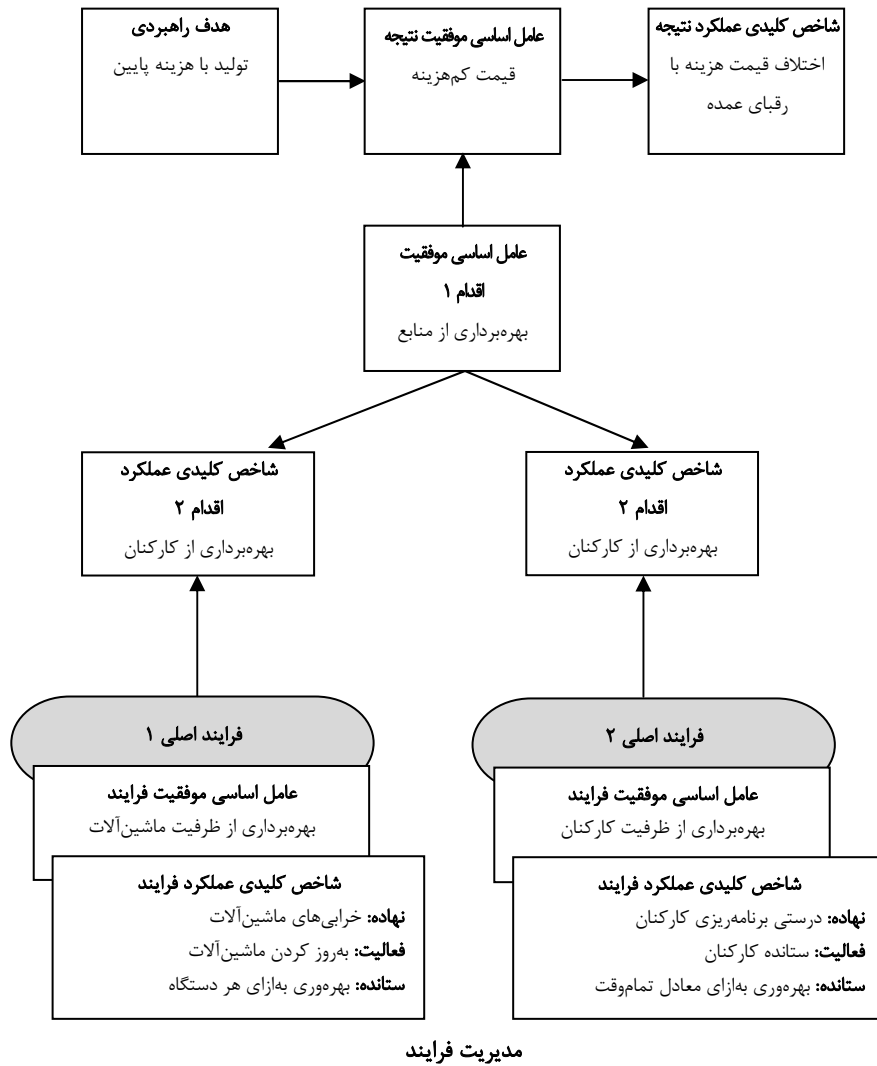 هدف راهبردی
تولید با هزینه پایین
عامل اساسی موفقیت نتیجه
قیمت کم‌هزینه
شاخص کلیدی عملکرد نتیجه
اختلاف قیمت هزینه با
رقبای عمده
عامل اساسی موفقیت
اقدام ۱
بهره‌برداری از منابع
شاخص کلیدی عملکرد
اقدام ۲
بهره‌برداری از کارکنان
شاخص کلیدی عملکرد
اقدام ۲
بهره‌برداری از کارکنان
فرایند اصلی ۱
عامل اساسی موفقیت فرایند
بهره‌برداری از ظرفیت ماشین‌آلات
شاخص کلیدی عملکرد فرایند
نهاده: خرابی‌های ماشین‌آلات
فعالیت: به‌روز کردن ماشین‌آلات
ستانده: بهره‌وری به‌ازای هر دستگاه
فرایند اصلی ۲
عامل اساسی موفقیت فرایند
بهره‌برداری از ظرفیت کارکنان
شاخص کلیدی عملکرد فرایند
نهاده: درستی برنامه‌ریزی کارکنان
فعالیت: ستانده کارکنان
ستانده: بهره‌وری به‌ازای معادل تمام‌وقت
مدیریت فرایند